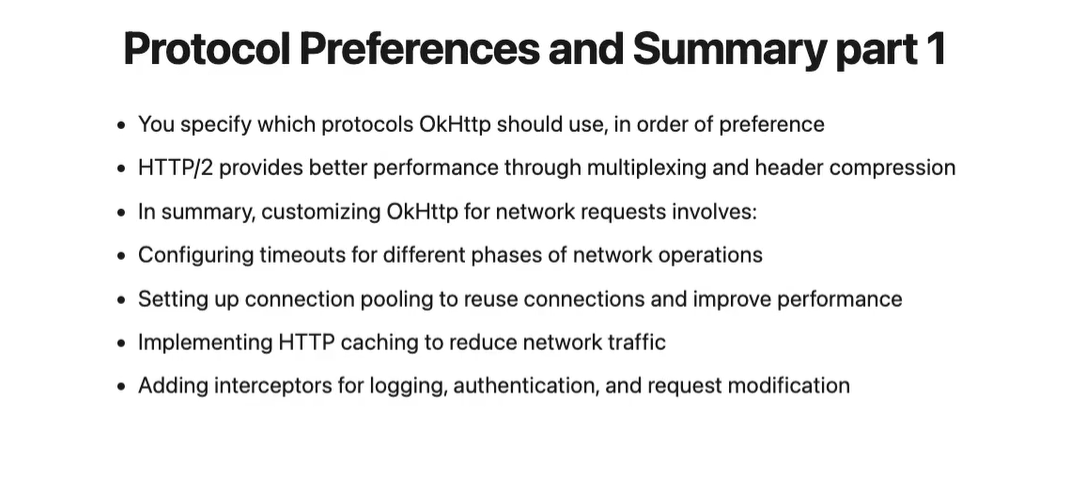 Protocol Preferences and Summary part 1
• You specify which protocols OkHttp should use, in order of preference
• HTTP/2 provides better performance through multiplexing and header compression
• In summary, customizing OkHttp for network requests involves:
• Configuring timeouts for different phases of network operations
• Setting up connection pooling to reuse connections and improve performance
• Implementing HTTP caching to reduce network traffic
• Adding interceptors for logging, authentication, and request modification